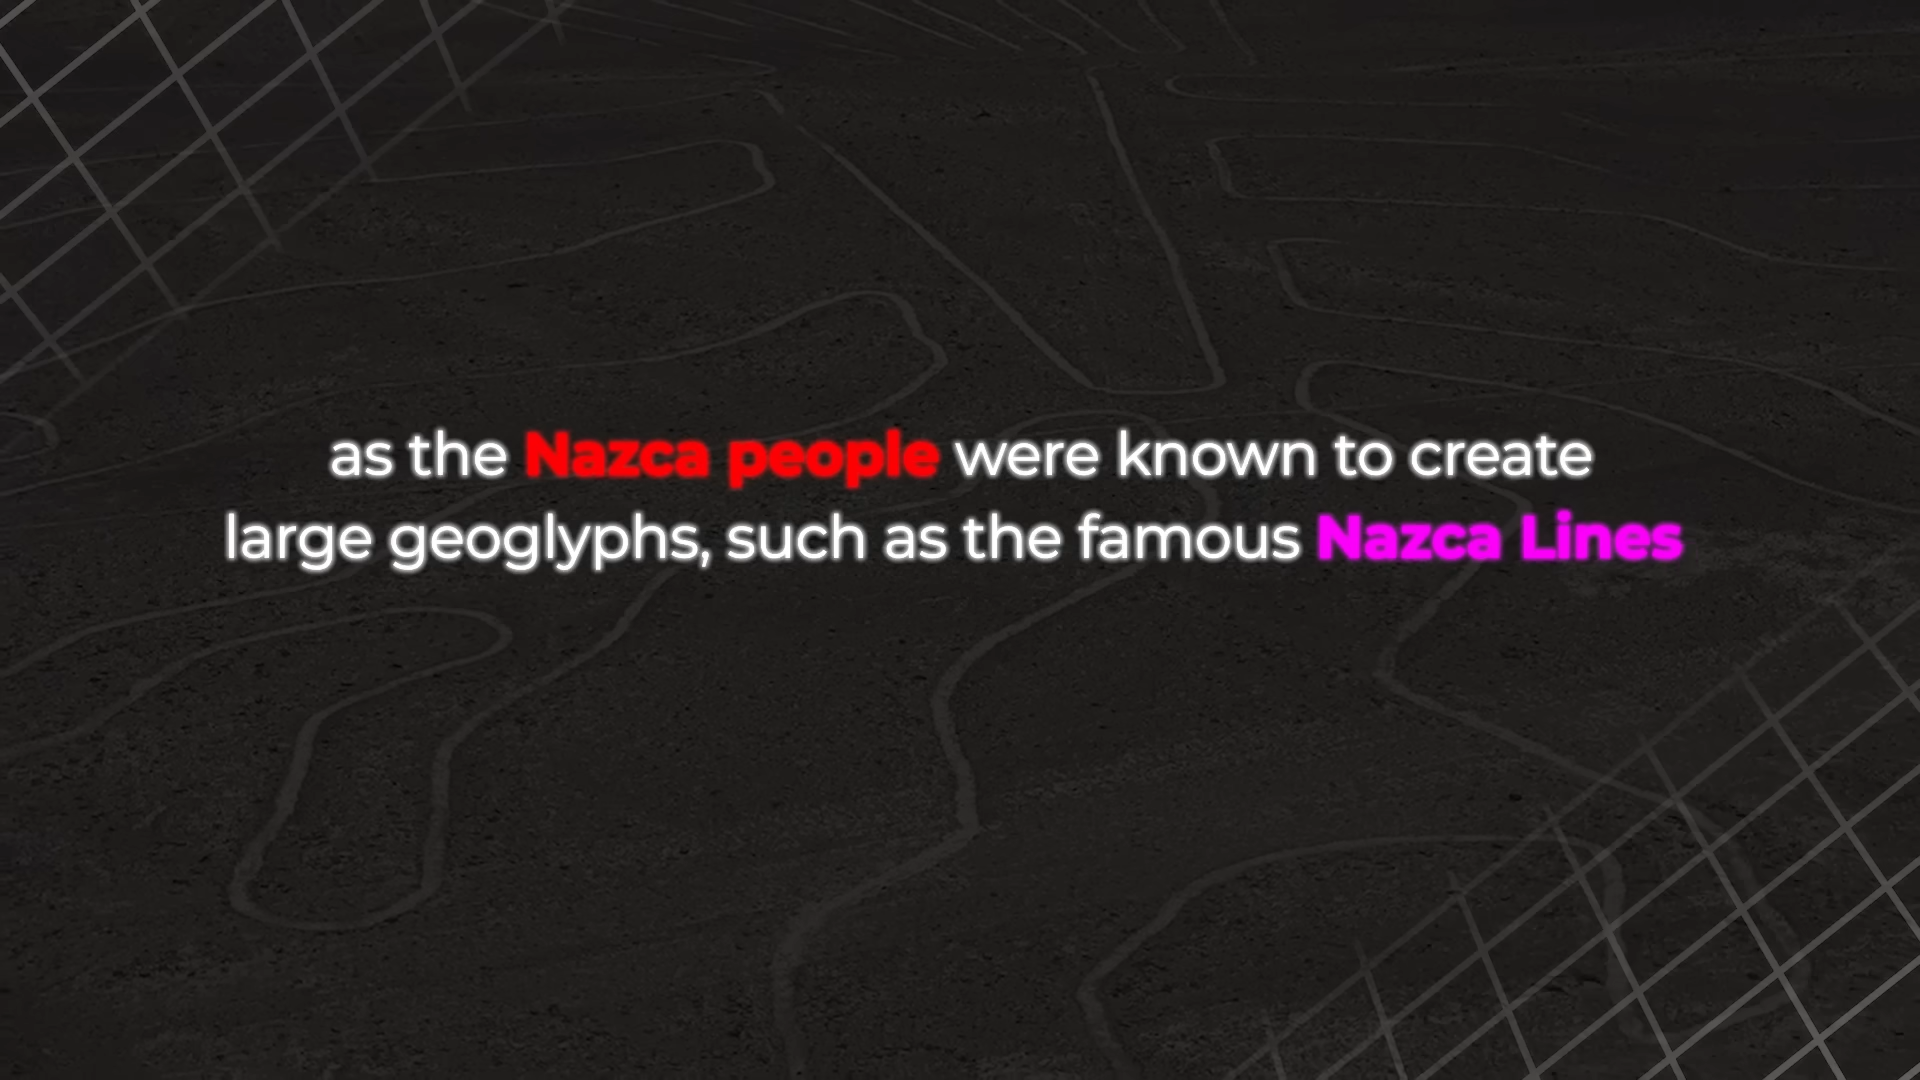 as the Nazca people were known to create
large geoglyphs, such as the famous Nazca Lines